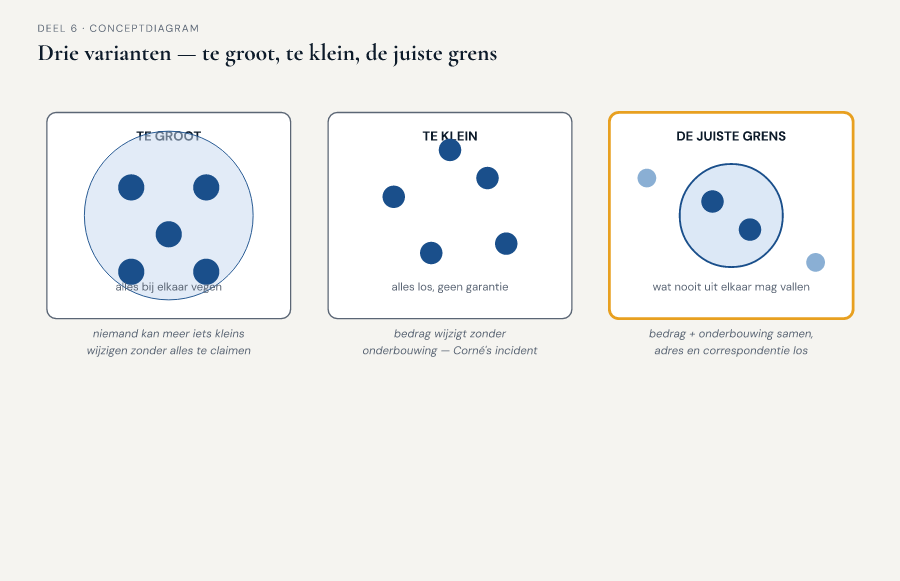 DEEL 6 · CONCEPTDIAGRAM
Drie varianten — te groot, te klein, de juiste grens
TE GROOT
alles bij elkaar vegen
niemand kan meer iets kleins
wijzigen zonder alles te claimen
TE KLEIN
alles los, geen garantie
bedrag wijzigt zonder
onderbouwing — Corné's incident
DE JUISTE GRENS
wat nooit uit elkaar mag vallen
bedrag + onderbouwing samen,
adres en correspondentie los